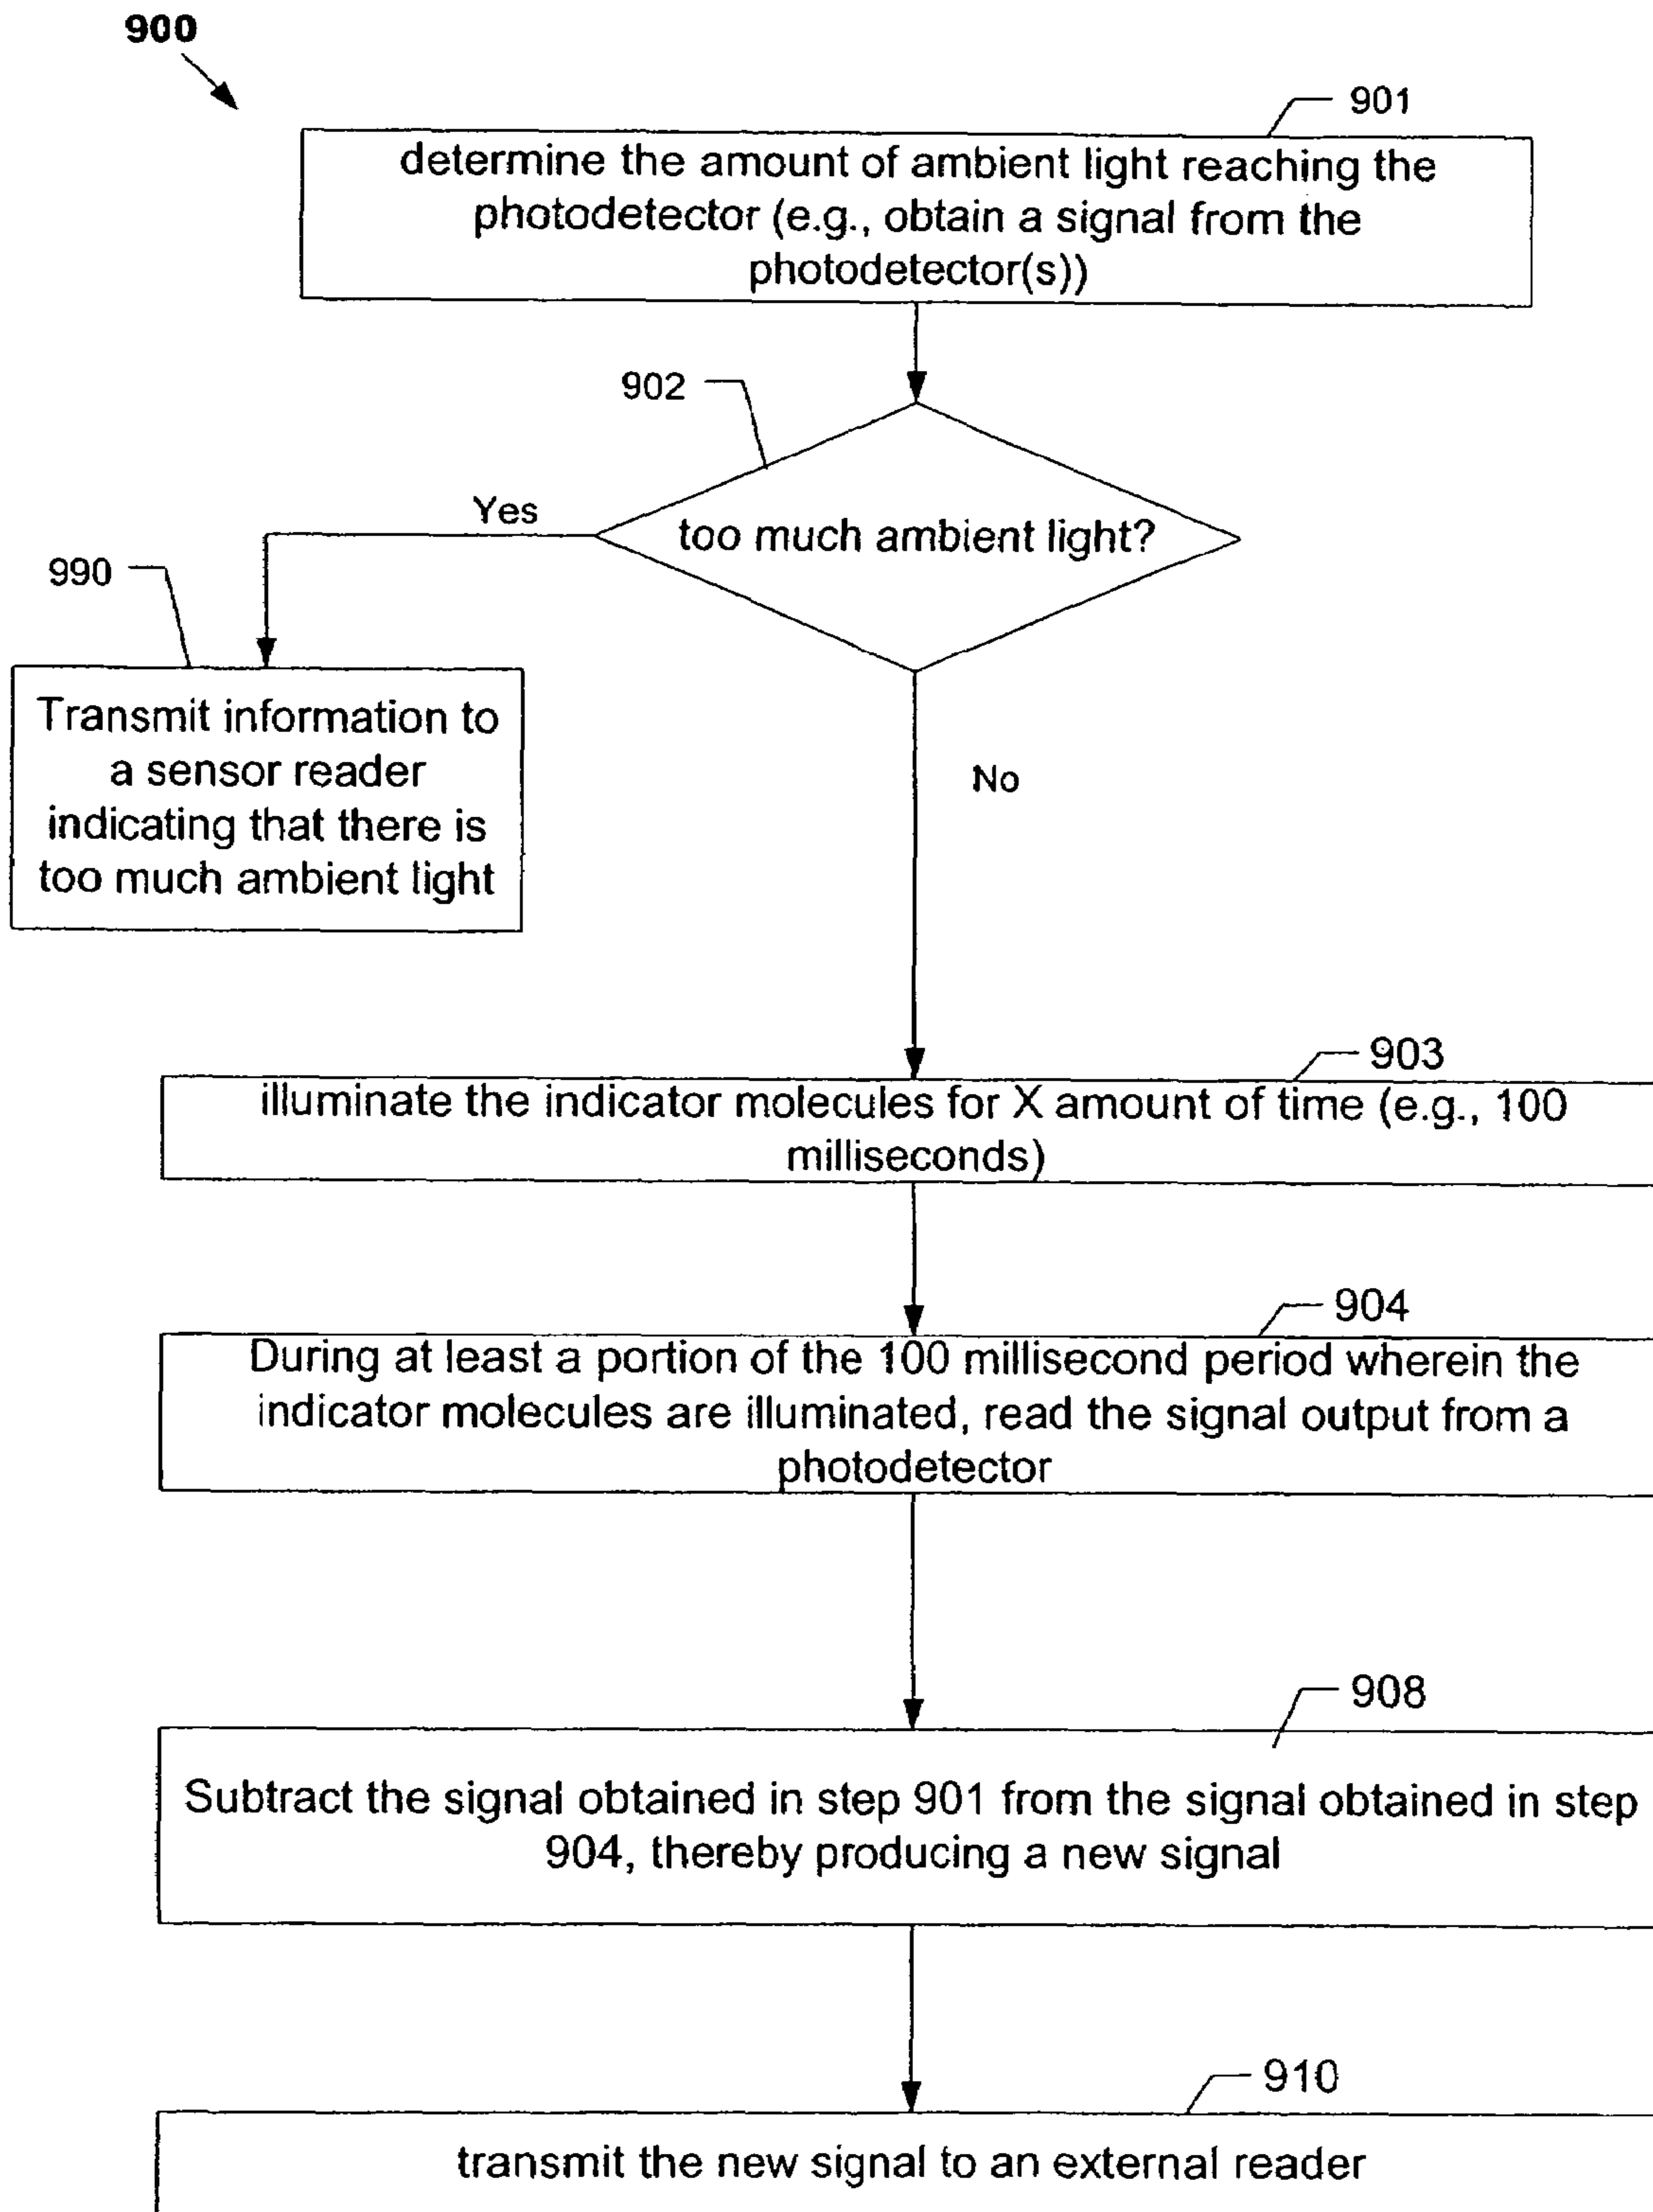 900
901
determine the amount of ambient light reaching the
photodetector (e.g., obtain a signal from the
photodetector(s))
902
too much ambient light?
Yes
990
Transmit information to
a sensor reader
indicating that there is
too much ambient light
No
903
illuminate the indicator molecules for X amount of time (e.g., 100
milliseconds)
904
During at least a portion of the 100 millisecond period wherein the
indicator molecules are illuminated, read the signal output from a
photodetector
908
Subtract the signal obtained in step 901 from the signal obtained in step
904, thereby producing a new signal
910
transmit the new signal to an external reader